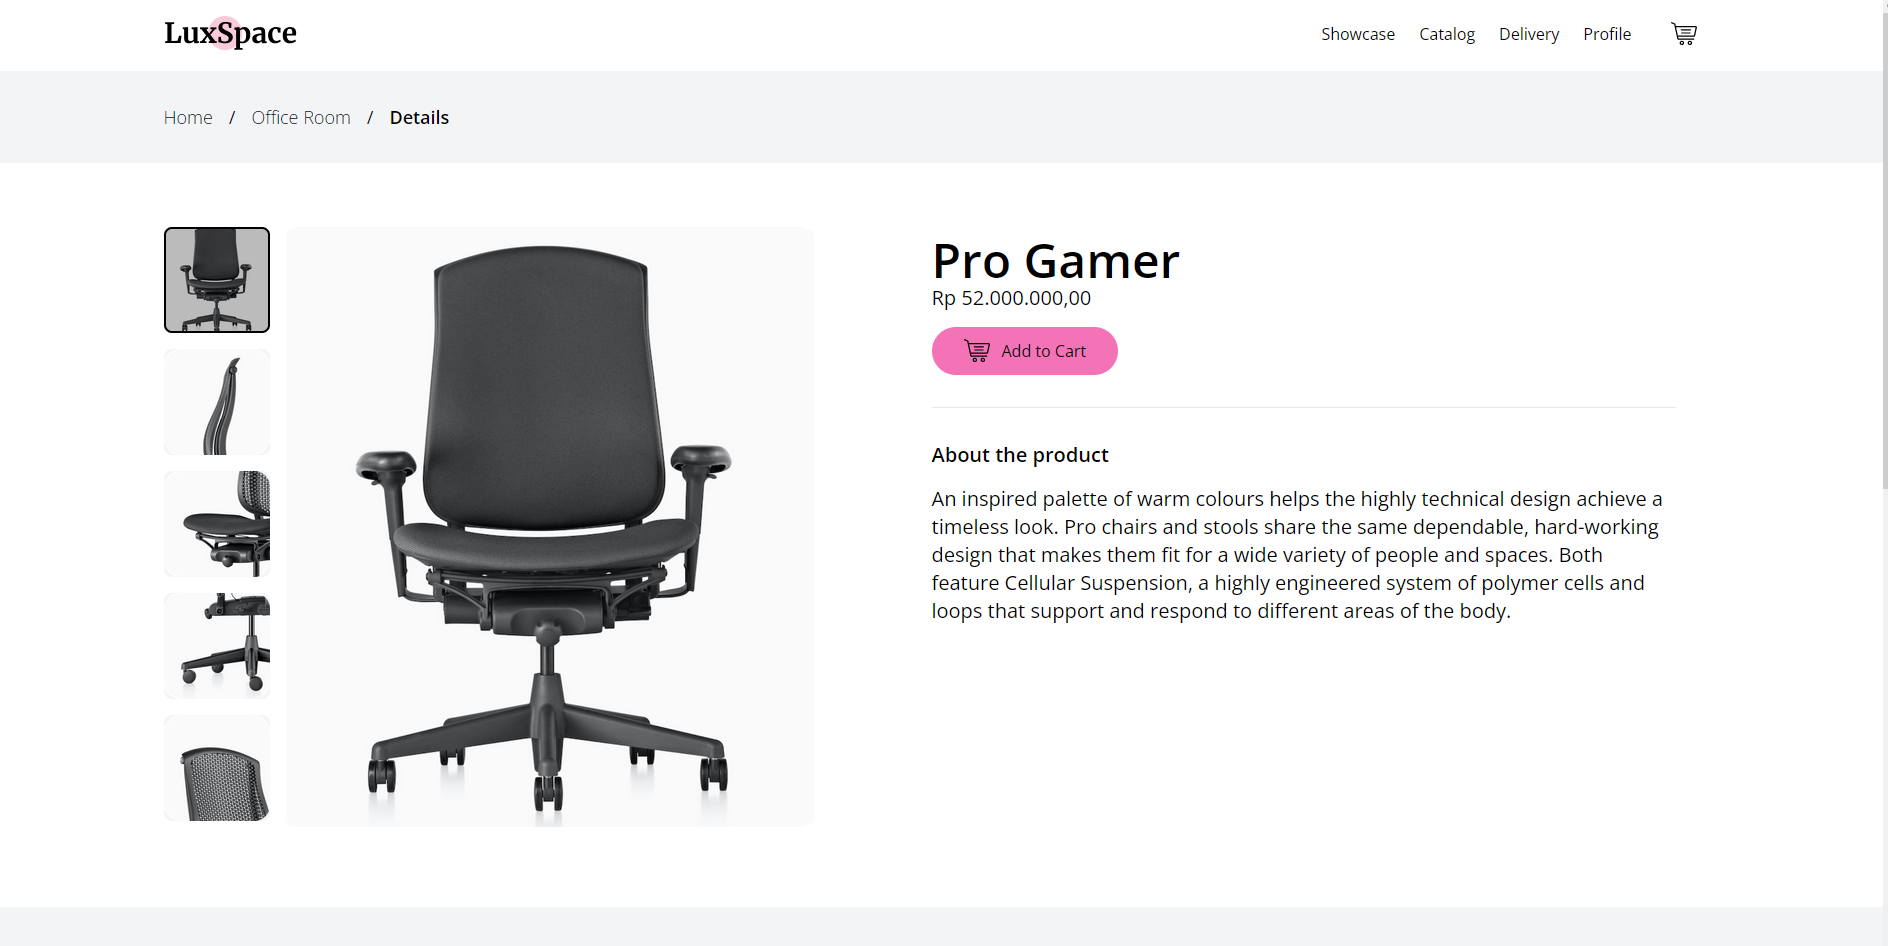 LuxSpace
Showcase Catalog Delivery Profile
Home / Office Room / Details
Pro Gamer
Rp 52.000.000,00
Add to Cart
About the product
An inspired palette of warm colours helps the highly technical design achieve a
timeless look. Pro chairs and stools share the same dependable, hard-working
design that makes them fit for a wide variety of people and spaces. Both
feature Cellular Suspension, a highly engineered system of polymer cells and
loops that support and respond to different areas of the body.